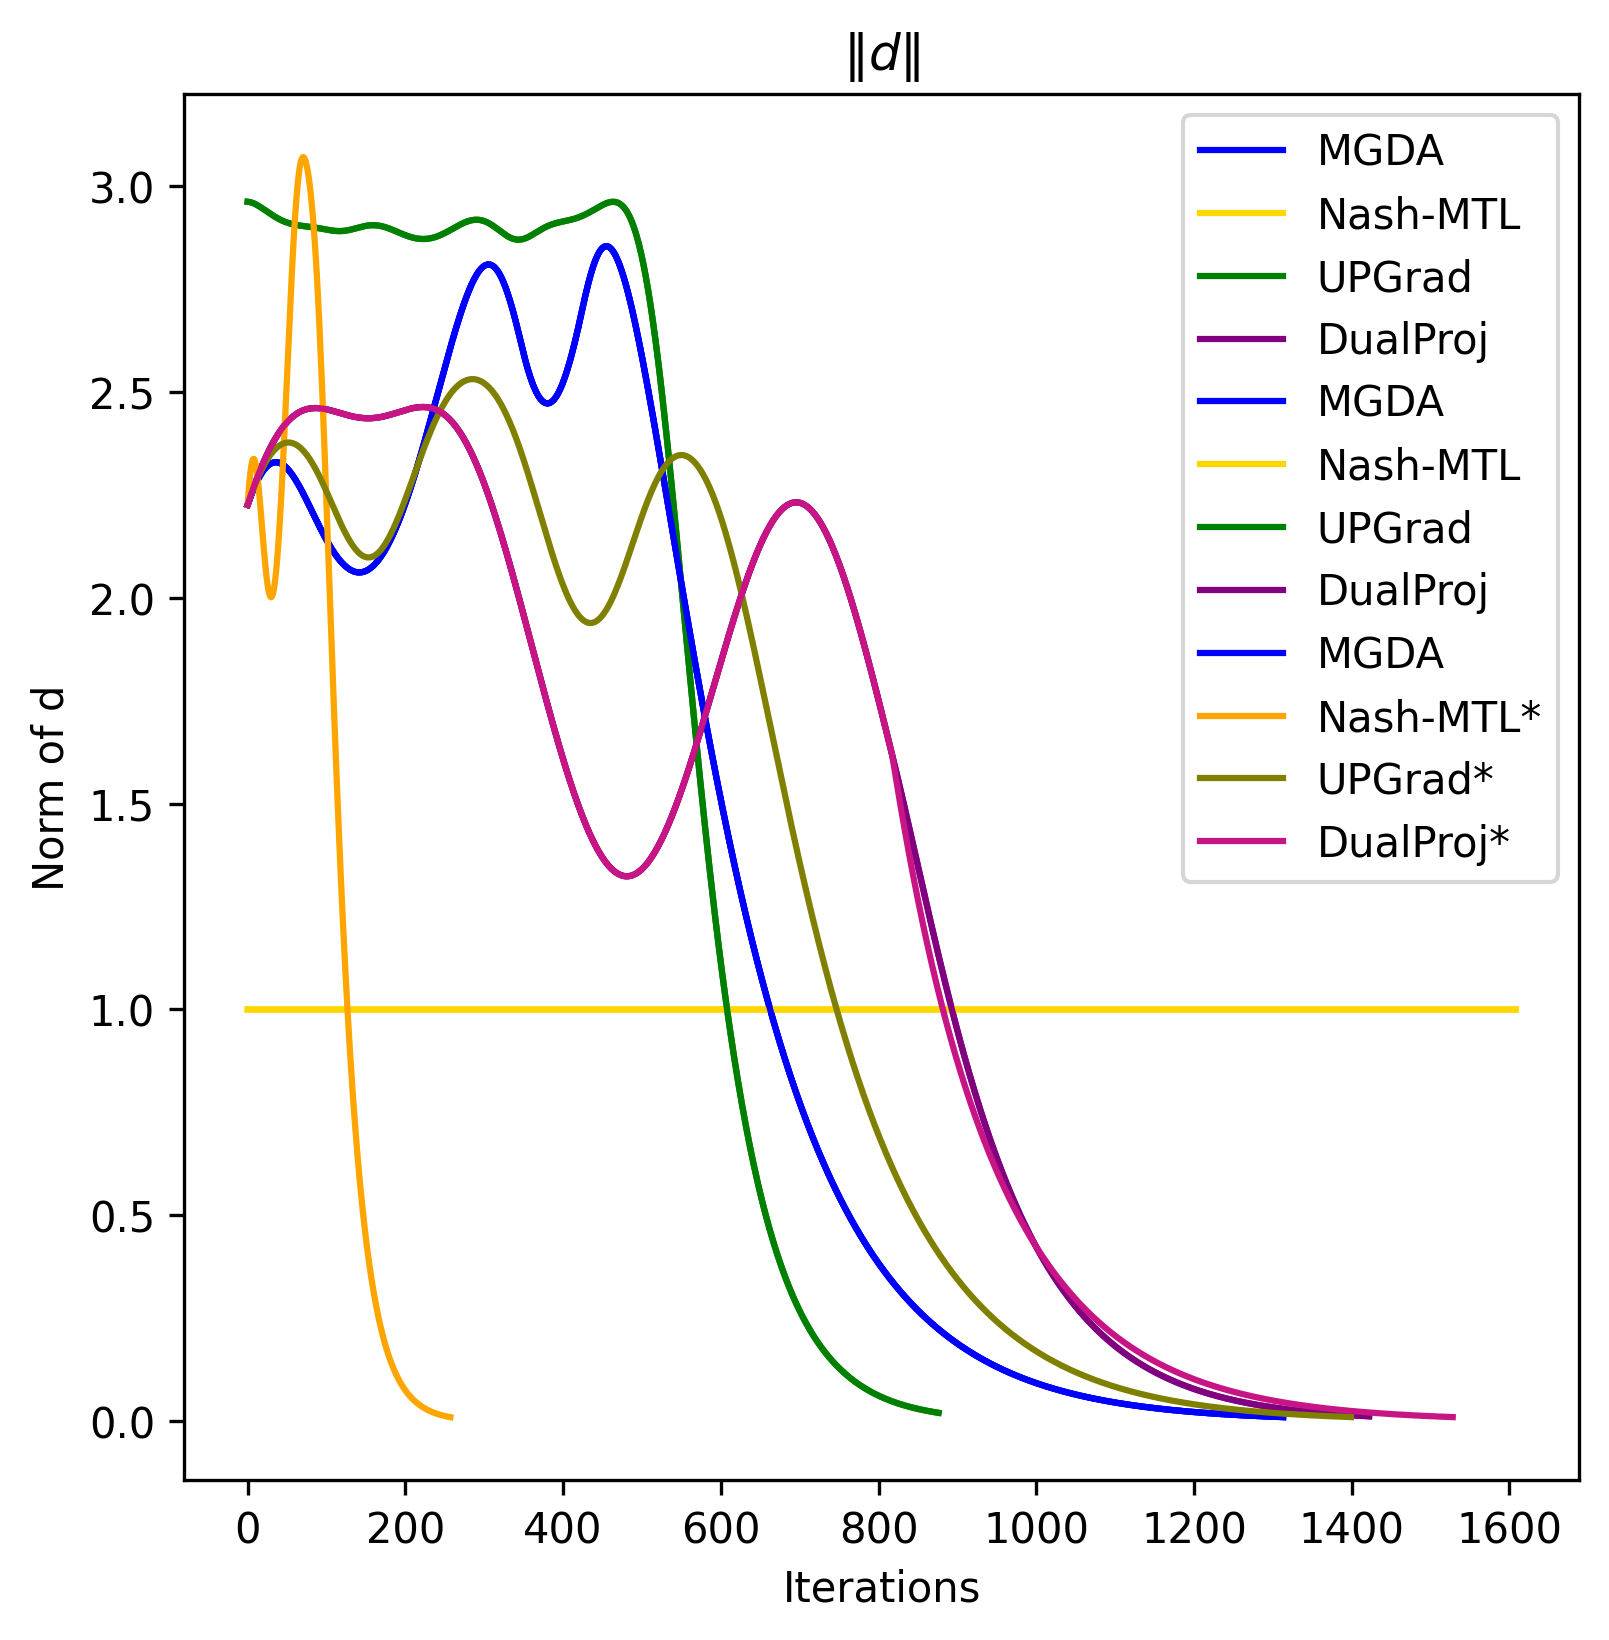 ‖d‖
Norm of d
3.0
2.5
2.0
1.5
1.0
0.5
0.0
0 200 400 600 800 1000 1200 1400 1600
Iterations
MGDA
Nash-MTL
UPGrad
DualProj
MGDA
Nash-MTL
UPGrad
DualProj
MGDA
Nash-MTL*
UPGrad*
DualProj*